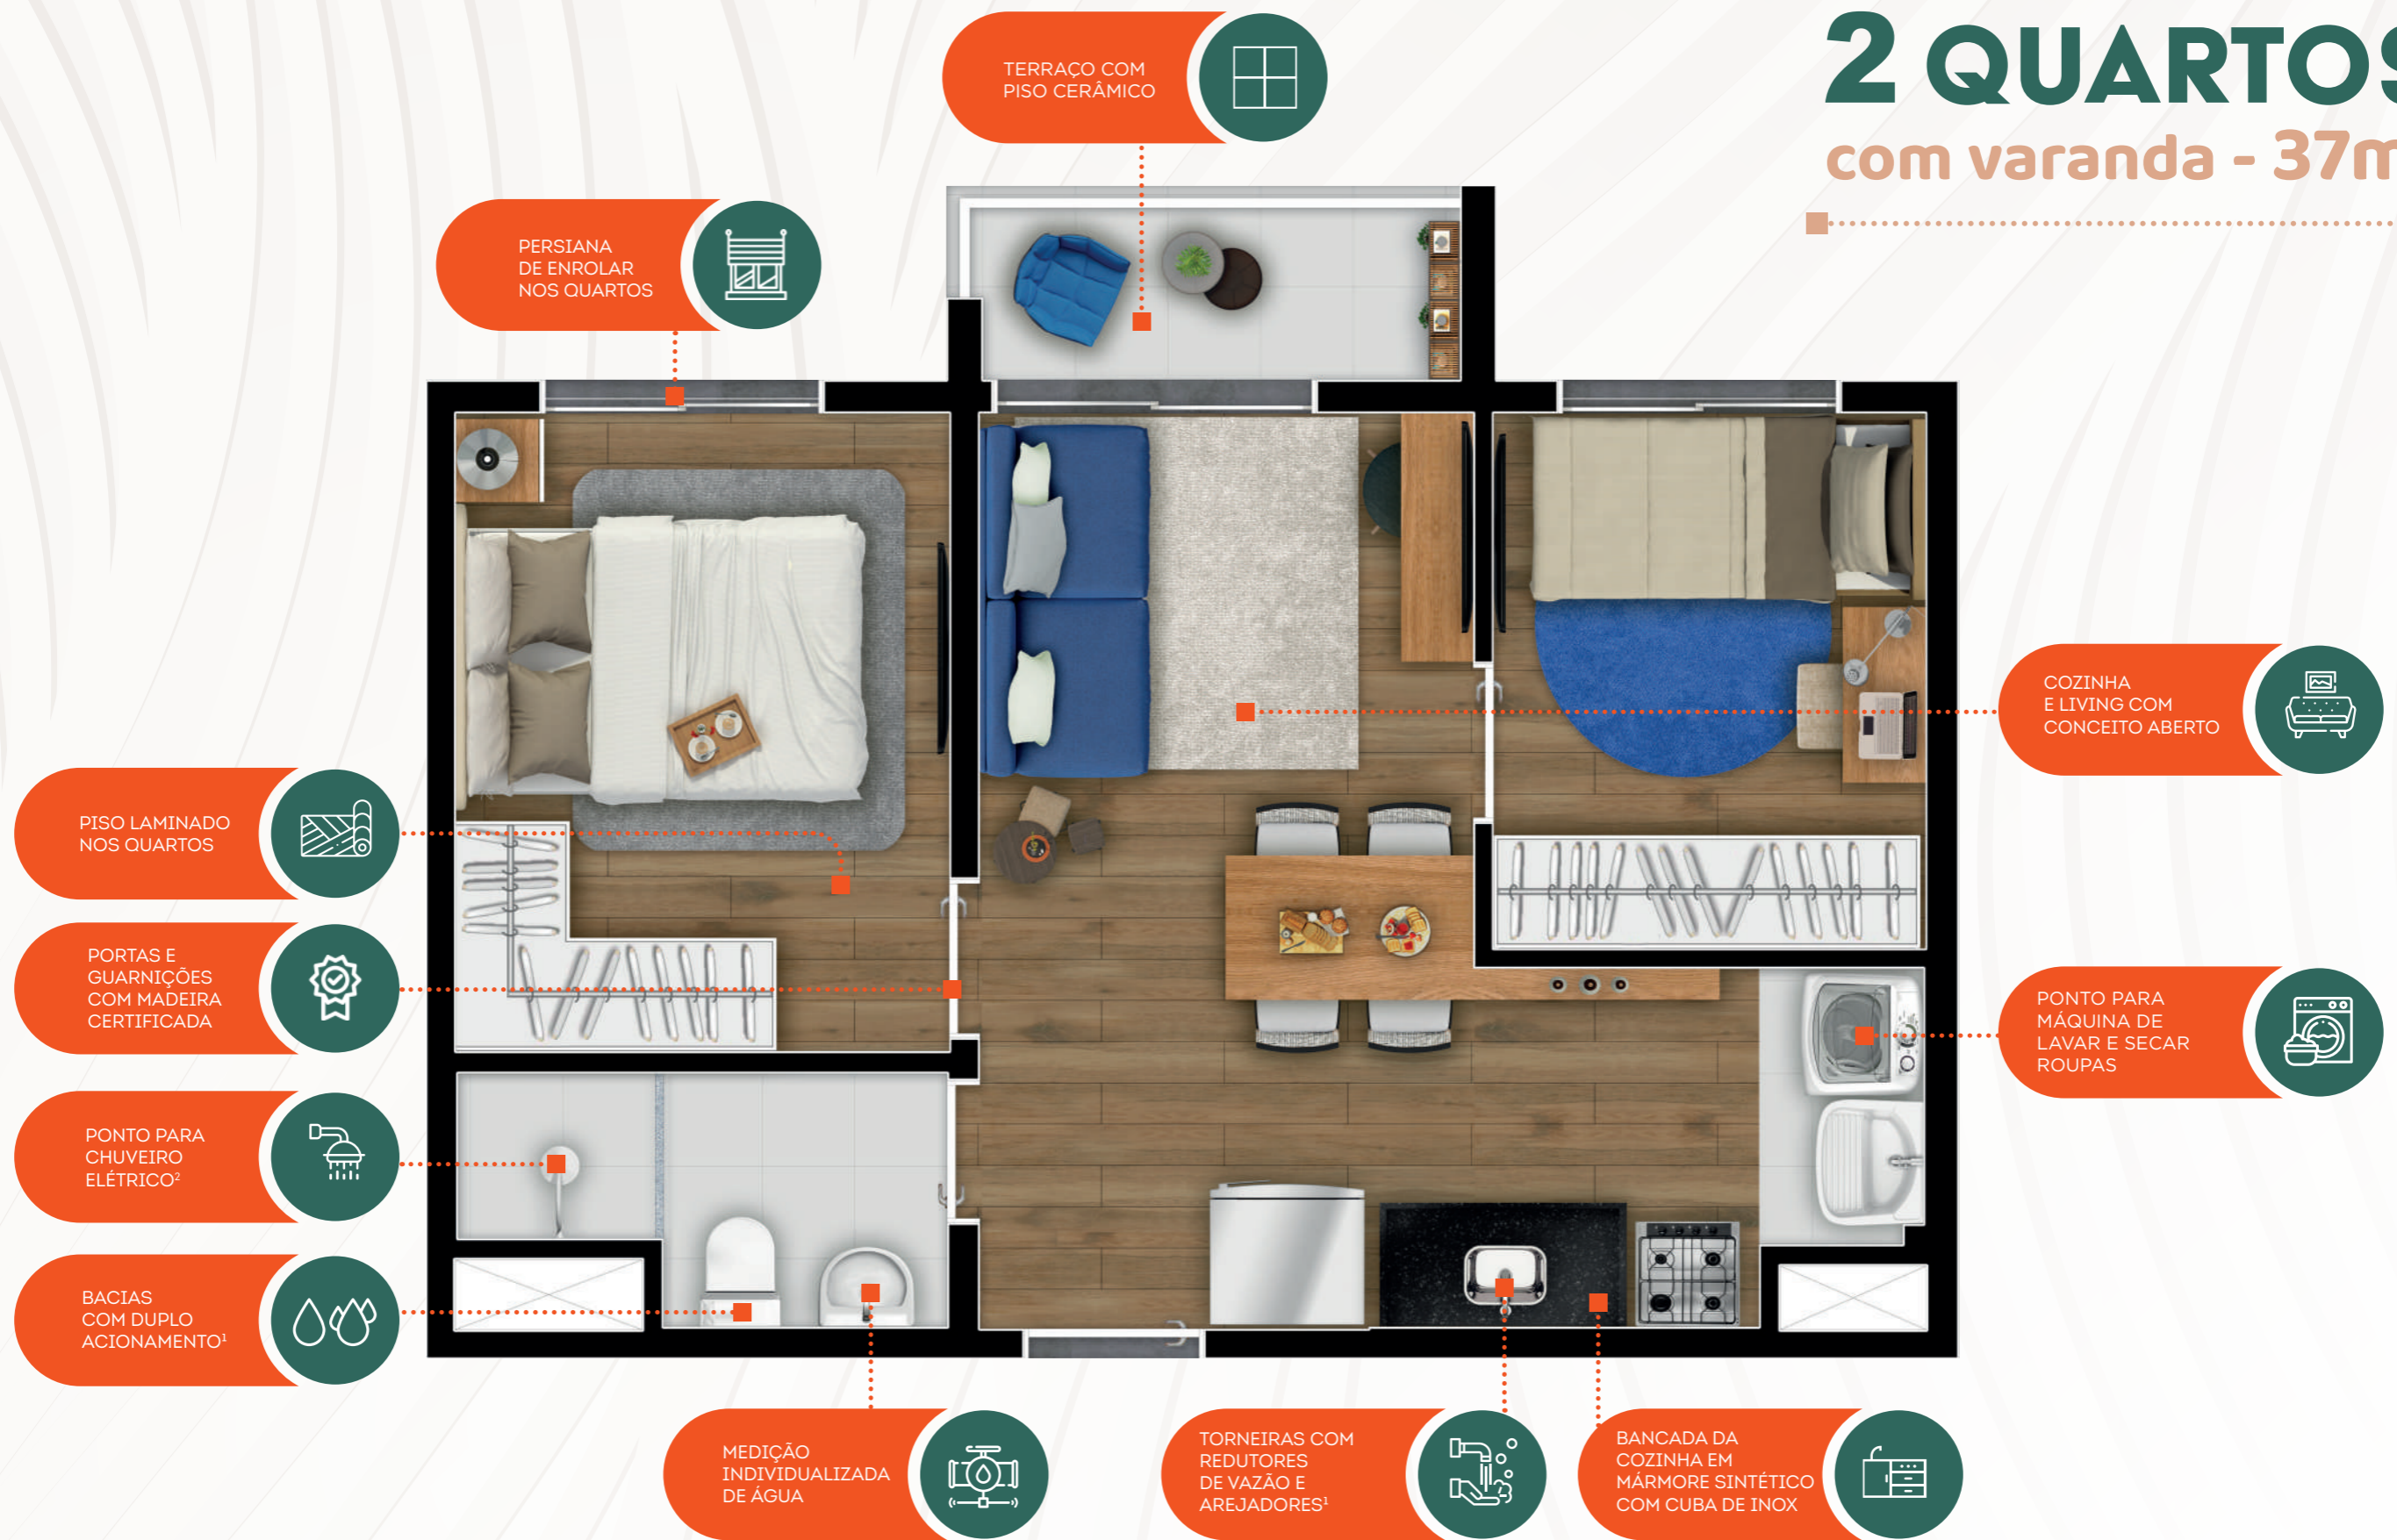 2 QUARTOS
com varanda - 37m
TERRAÇO COM
PISO CERÂMICO
PERSIANA
DE ENROLAR
NOS QUARTOS
COZINHA
E LIVING COM
CONCEITO ABERTO
PISO LAMINADO
NOS QUARTOS
PORTAS E
GUARNIÇÕES
COM MADEIRA
CERTIFICADA
PONTO PARA
MÁQUINA DE
LAVAR E SECAR
ROUPAS
PONTO PARA
CHUVEIRO
ELÉTRICO²
BACIAS
COM DUPLO
ACIONAMENTO¹
MEDIÇÃO
INDIVIDUALIZADA
DE ÁGUA
TORNEIRAS COM
REDUTORES
DE VAZÃO E
AREJADORES¹
BANCADA DA
COZINHA EM
MÁRMORE SINTÉTICO
COM CUBA DE INOX